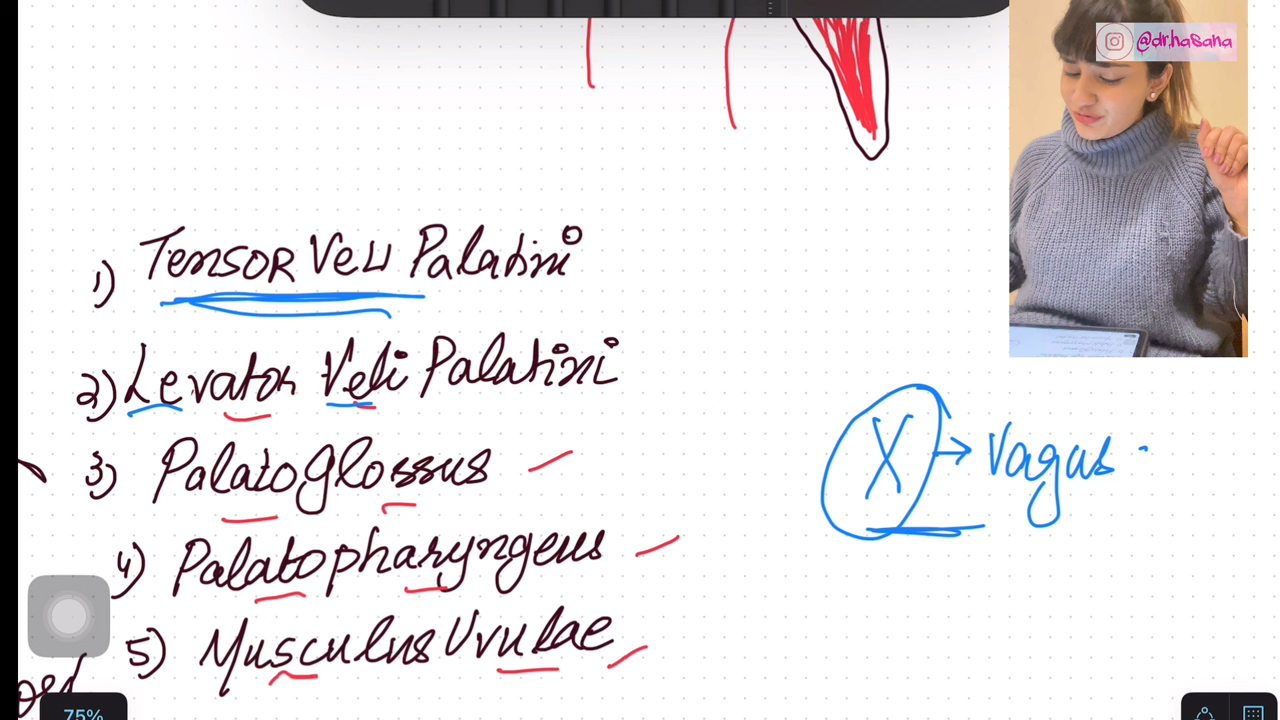 @dr.hasana
1) Tensor Veli Palatini
2) Levator Veli Palatini
3) Palatoglossus
X → Vagus
4) Palatopharyngeus
5) Musculus Uvulae
75%